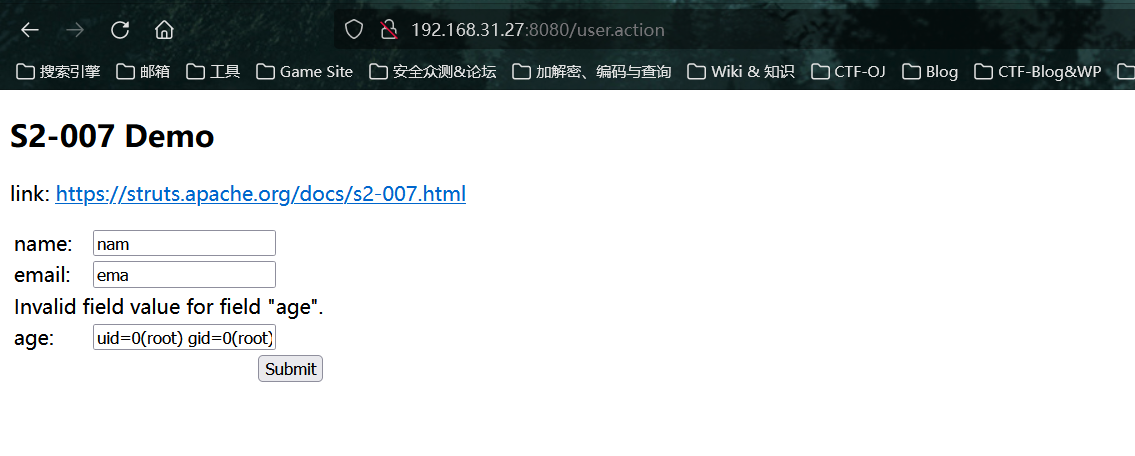 192.168.31.27:8080/user.action
搜索引擎 邮箱 工具 Game Site 安全众测&论坛 加解密、编码与查询 Wiki & 知识 CTF-OJ Blog CTF-Blog&WP
S2-007 Demo
link: https://struts.apache.org/docs/s2-007.html
name: nam
email: ema
Invalid field value for field "age".
age: uid=0(root) gid=0(root)
Submit